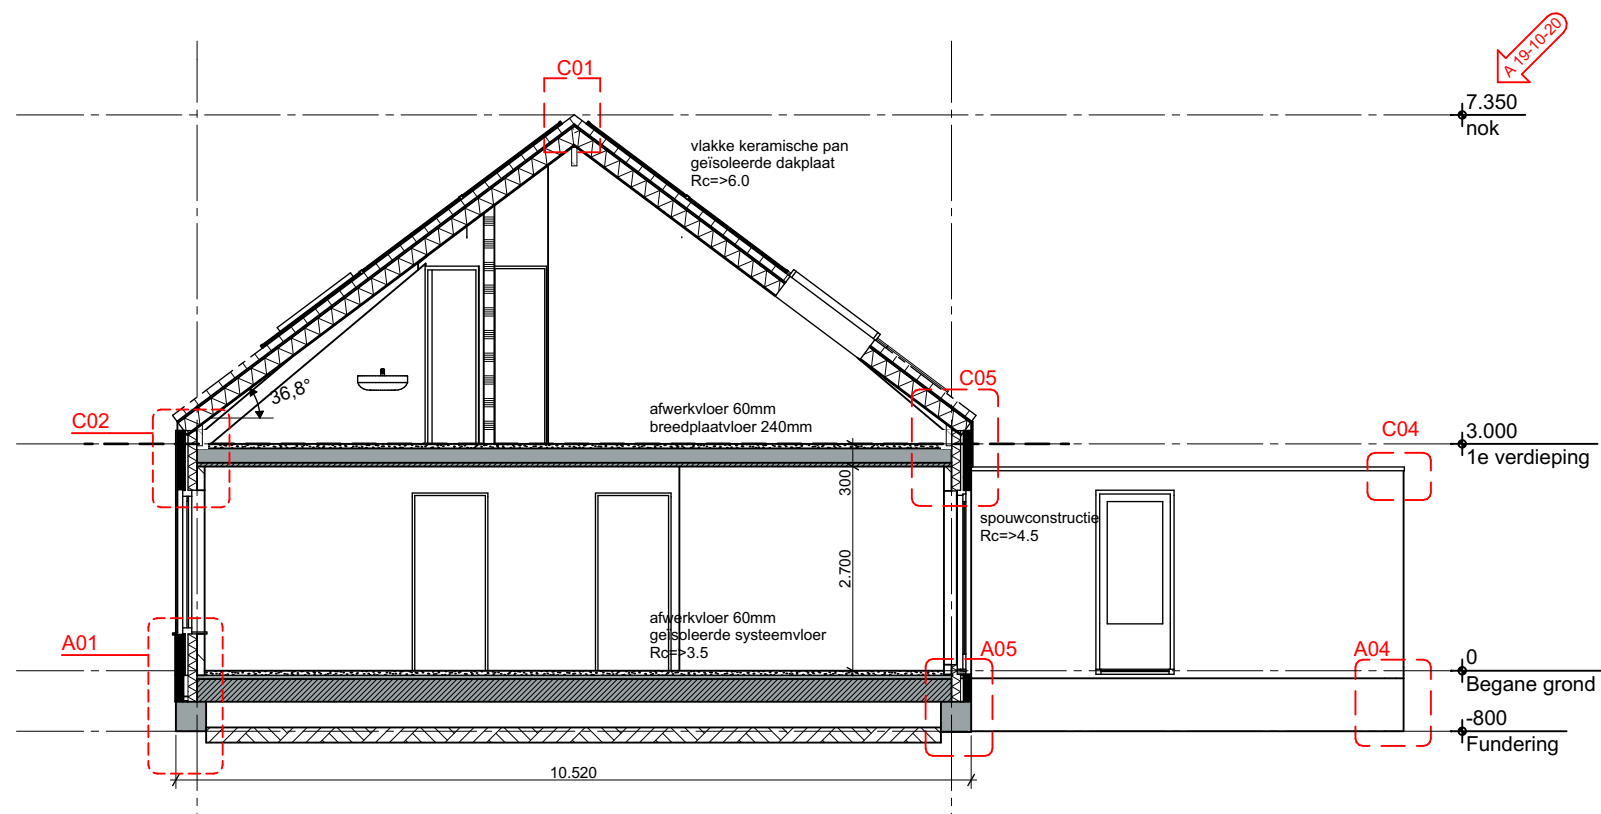 A 19-10-20
C01
7.350
nok
vlakke keramische pan
geïsoleerde dakplaat
Rc=>6.0
36,8°
C05
C02
afwerkvloer 60mm
breedplaatvloer 240mm
C04
3.000
1e verdieping
300
spouwconstructie
Rc=>4.5
2.700
afwerkvloer 60mm
geïsoleerde systeemvloer
Rc=>3.5
A01
A05
A04
0
Begane grond
-800
Fundering
10.520